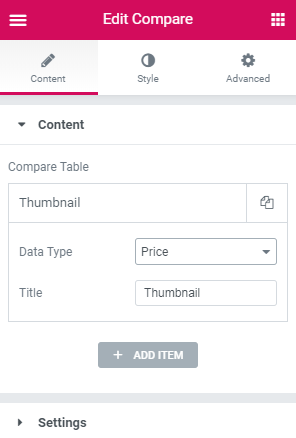 Edit Compare
Content Style Advanced
Content
Compare Table
Thumbnail
Data Type Price
Title Thumbnail
+ ADD ITEM
Settings